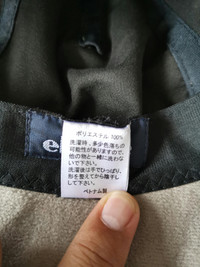 ポリエステル 100%
洗濯時、多少色落ちの
可能性がありますので、
他の物と一緒に洗わな
いで下さい。
洗濯後は手でひっぱり、
形を整えてから陰干し
して下さい。
ベトナム製